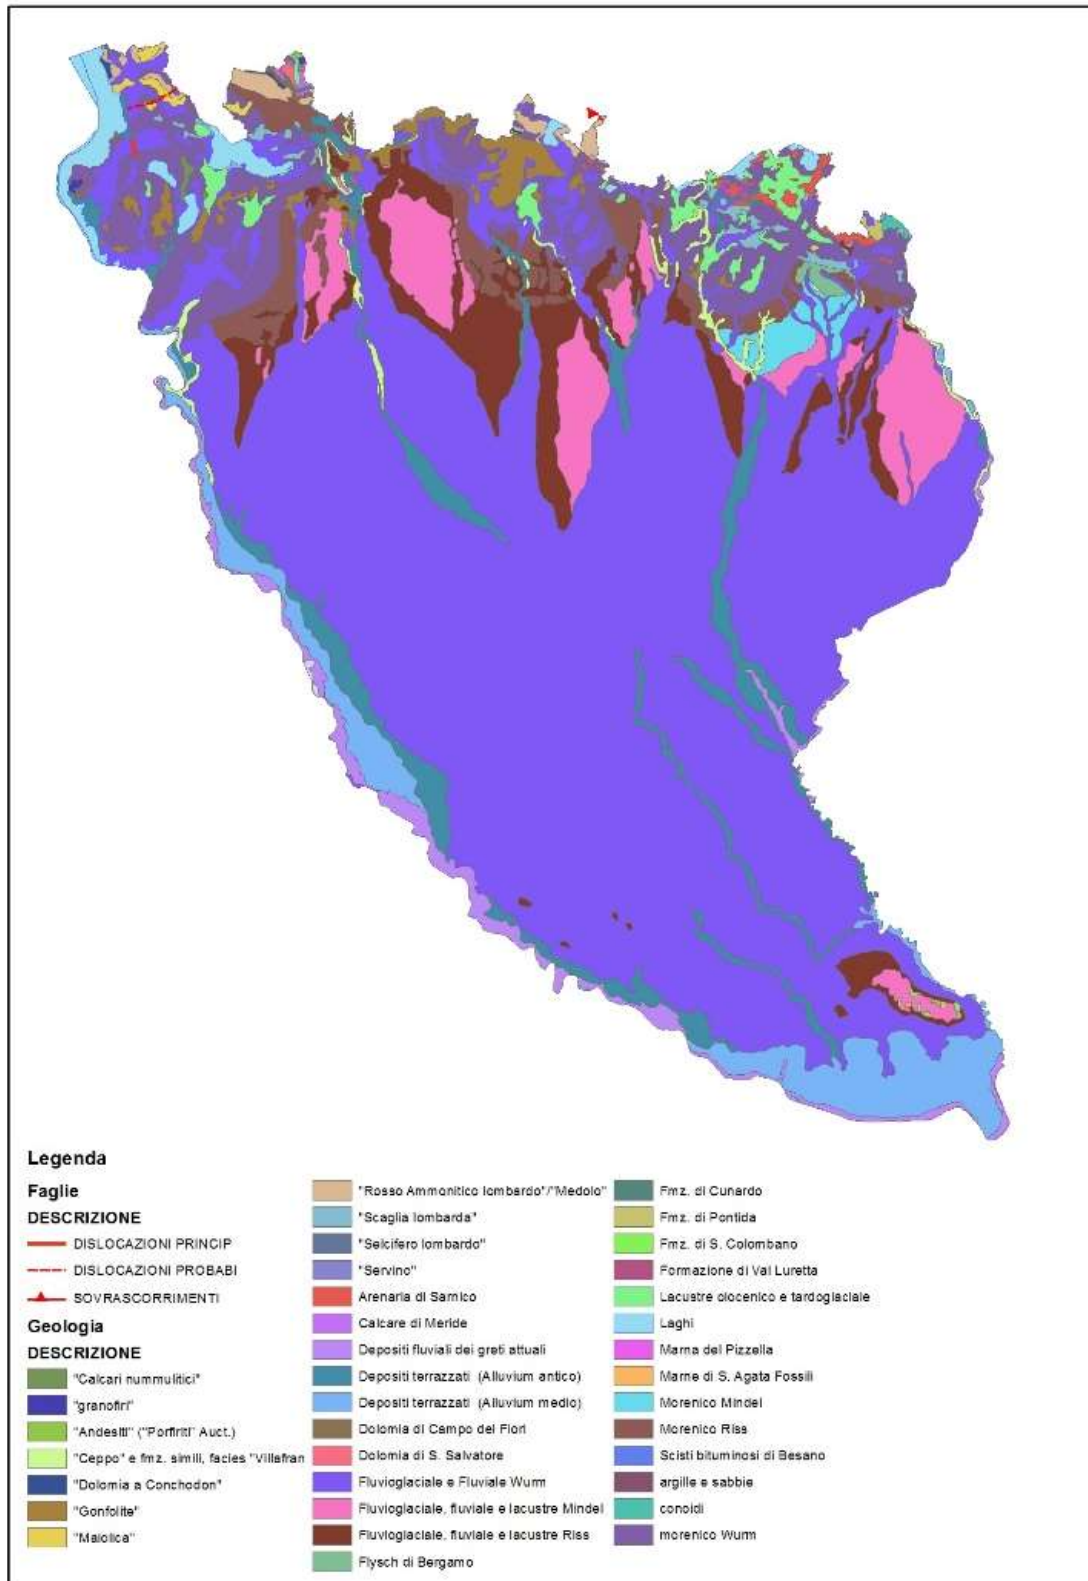 Legenda
Faglie
DESCRIZIONE
DISLOCAZIONI PRINCIP
DISLOCAZIONI PROBABI
SOVRASCORRIMENTI
Geologia
DESCRIZIONE
"Calcari nummulitici"
"granofiri"
"Andesiti" ("Porfiriti" Auct.)
"Ceppo" e fmz. simili, facies "Villafran
"Dolomia a Conchodon"
"Gonfolite"
"Maiolica"
"Rosso Ammonitico lombardo"/"Medolo"
"Scaglia lombarda"
"Selcifero lombardo"
"Servino"
Arenaria di Sarnico
Calcare di Meride
Depositi fluviali dei greti attuali
Depositi terrazzati (Alluvium antico)
Depositi terrazzati (Alluvium medio)
Dolomia di Campo dei Fiori
Dolomia di S. Salvatore
Fluvioglaciale e Fluviale Wurm
Fluvioglaciale, fluviale e lacustre Mindel
Fluvioglaciale, fluviale e lacustre Riss
Flysch di Bergamo
Fmz. di Cunardo
Fmz. di Pontida
Fmz. di S. Colombano
Formazione di Val Luretta
Lacustre olocenico e tardoglaciale
Laghi
Marna del Pizzella
Marne di S. Agata Fossili
Morenico Mindel
Morenico Riss
Scisti bituminosi di Besano
argille e sabbie
conoidi
morenico Wurm